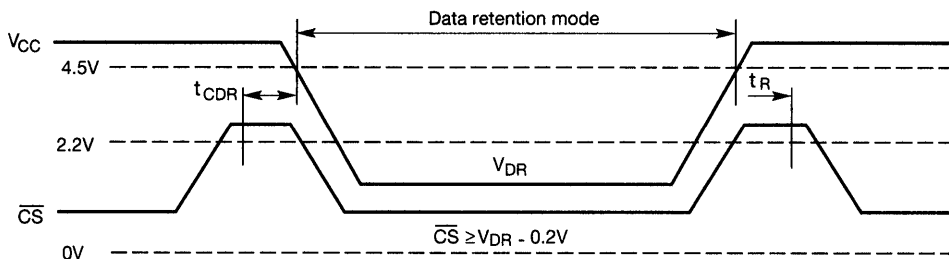 Data retention mode
VCC
4.5V
tCDR
tR
2.2V
VDR
CS
CS ≥ VDR - 0.2V
0V